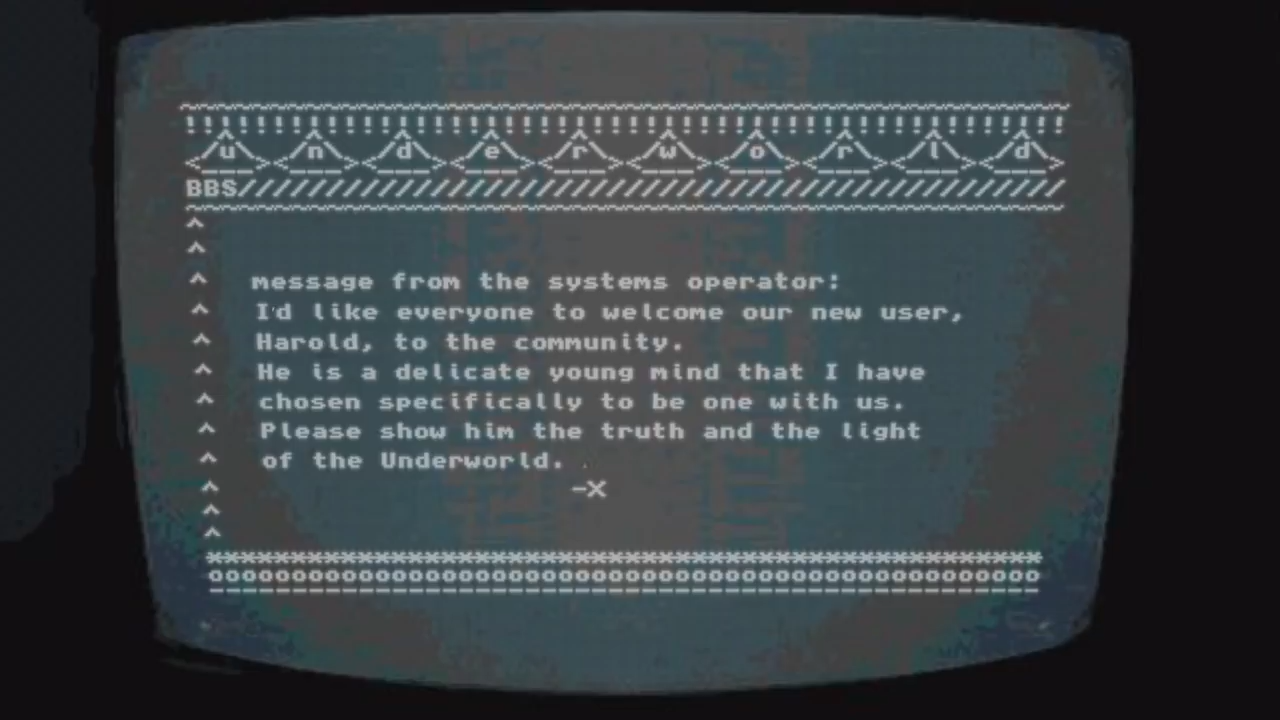 underworld
BBS
message from the systems operator:
I'd like everyone to welcome our new user,
Harold, to the community.
He is a delicate young mind that I have
chosen specifically to be one with us.
Please show him the truth and the light
of the Underworld.
-X